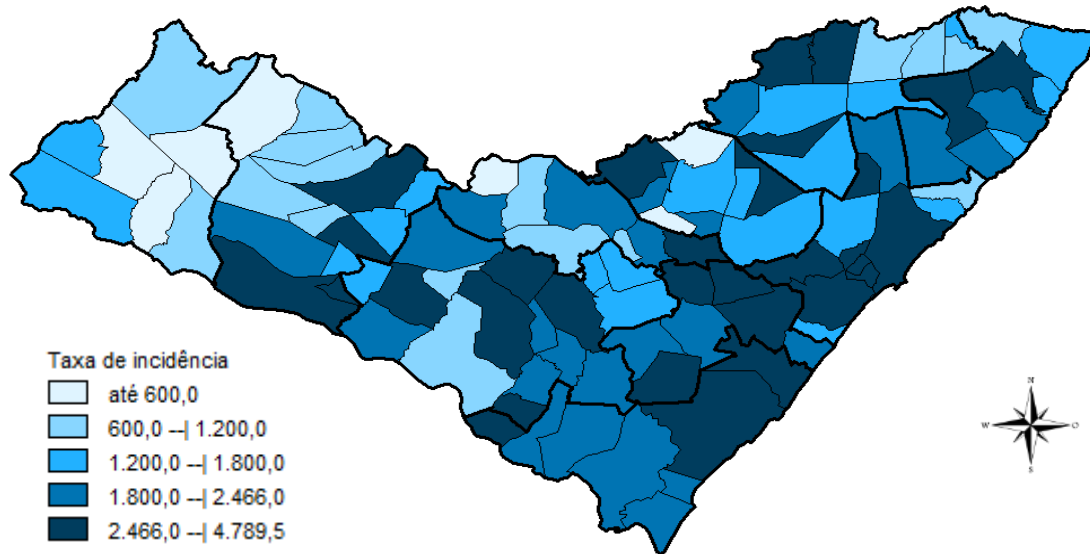 Taxa de incidência
até 600,0
600,0 --| 1.200,0
1.200,0 --| 1.800,0
1.800,0 --| 2.466,0
2.466,0 --| 4.789,5
N
W O
S